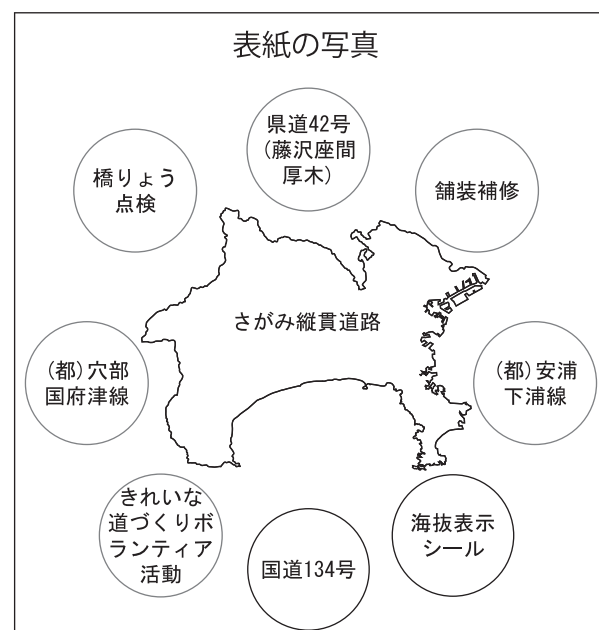 表紙の写真
県道42号
(藤沢座間
厚木)
橋りょう
点検
舗装補修
さがみ縦貫道路
(都)穴部
国府津線
(都)安浦
下浦線
きれいな
道づくりボ
ランティア
活動
国道134号
海抜表示
シール